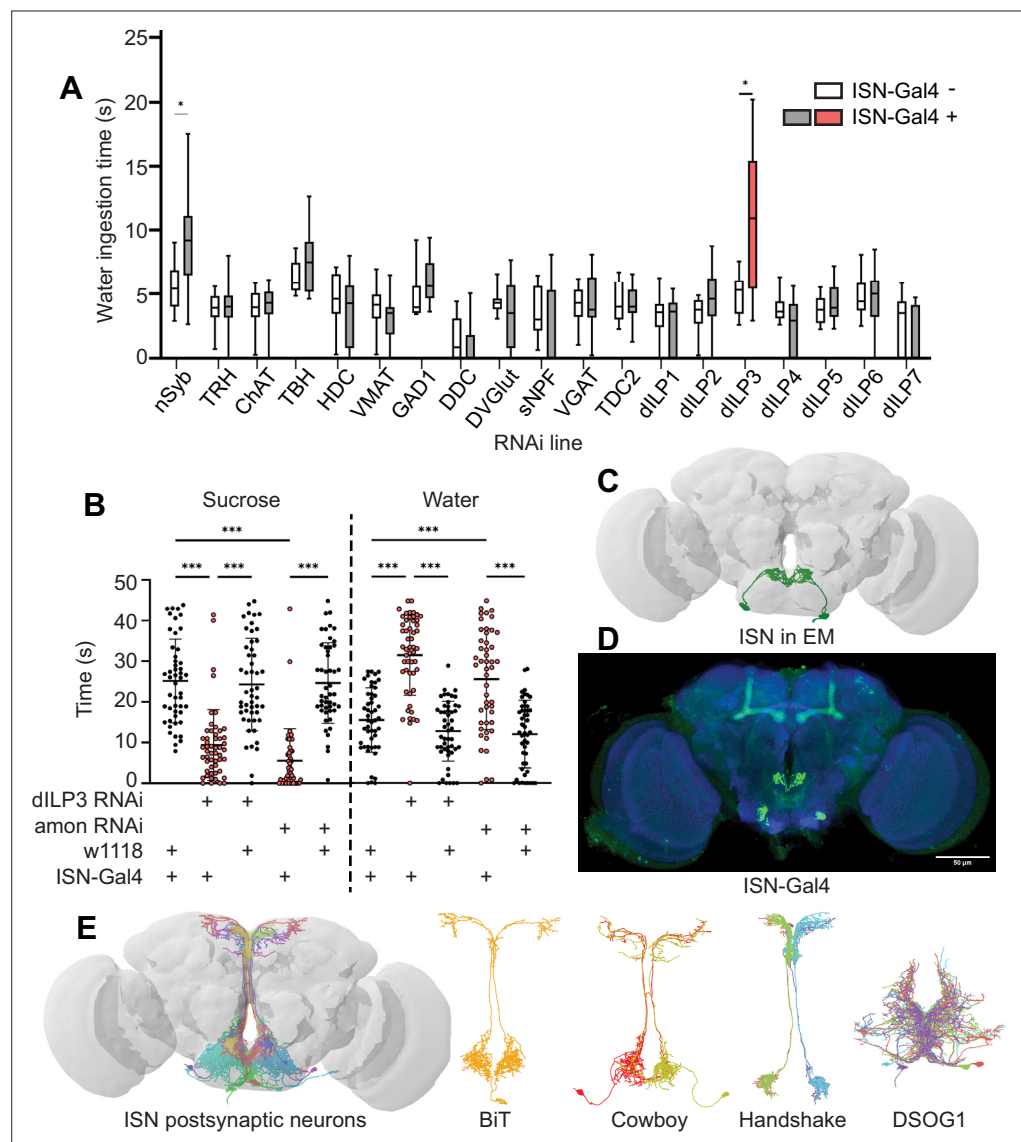 A
25
20
15
10
5
0
Water ingestion time (s)
*
*
ISN-Gal4 -
ISN-Gal4 +
nSyb
TRH
ChAT
TBH
HDC
VMAT
GAD1
DDC
DVGlut
sNPF
VGAT
TDC2
dILP1
dILP2
dILP3
dILP4
dILP5
dILP6
dILP7
RNAi line
B
Sucrose Water
*** ***
*** *** *** *** *** ***
50
40
30
20
10
0
Time (s)
dILP3 RNAi + + + +
amon RNAi + + + +
w1118 + + + + + +
ISN-Gal4 + + + + + +
C
ISN in EM
D
50 µm
ISN-Gal4
E
ISN postsynaptic neurons BiT Cowboy Handshake DSOG1